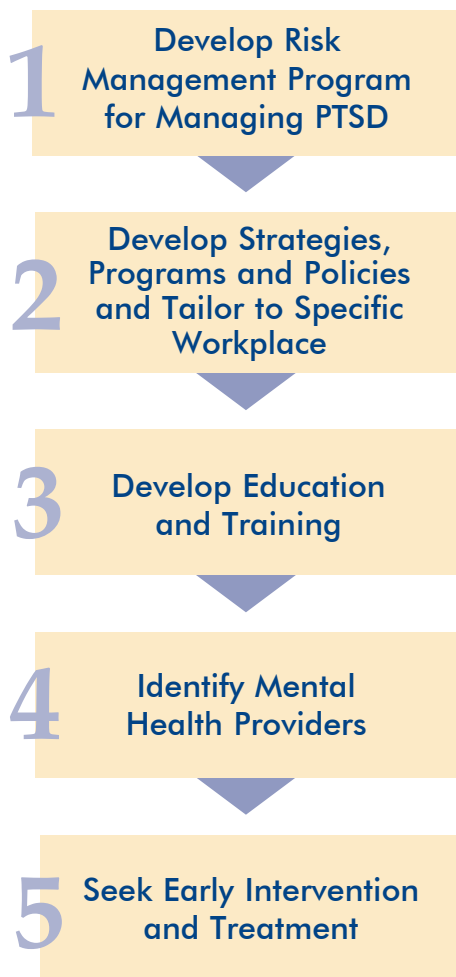 1
Develop Risk
Management Program
for Managing PTSD
2
Develop Strategies,
Programs and Policies
and Tailor to Specific
Workplace
3
Develop Education
and Training
4
Identify Mental
Health Providers
5
Seek Early Intervention
and Treatment